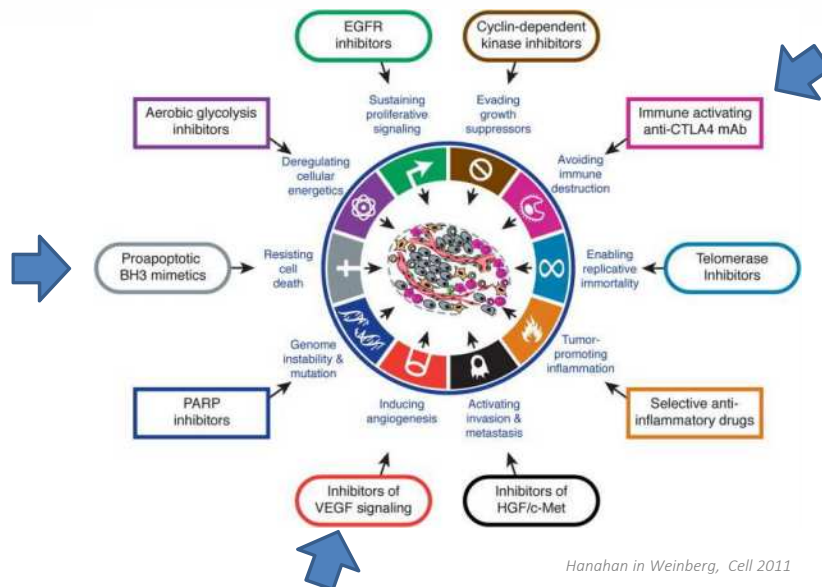 EGFR
inhibitors
Cyclin-dependent
kinase inhibitors
Aerobic glycolysis
inhibitors
Sustaining
proliferative
signaling
Evading
growth
suppressors
Immune activating
anti-CTLA4 mAb
Deregulating
cellular
energetics
Avoiding
immune
destruction
Proapoptotic
BH3 mimetics
Resisting
cell
death
Enabling
replicative
immortality
Telomerase
Inhibitors
Genome
instability &
mutation
Tumor-
promoting
inflammation
PARP
inhibitors
Inducing
angiogenesis
Activating
invasion &
metastasis
Selective anti-
inflammatory drugs
Inhibitors of
VEGF signaling
Inhibitors of
HGF/c-Met
Hanahan in Weinberg, Cell 2011